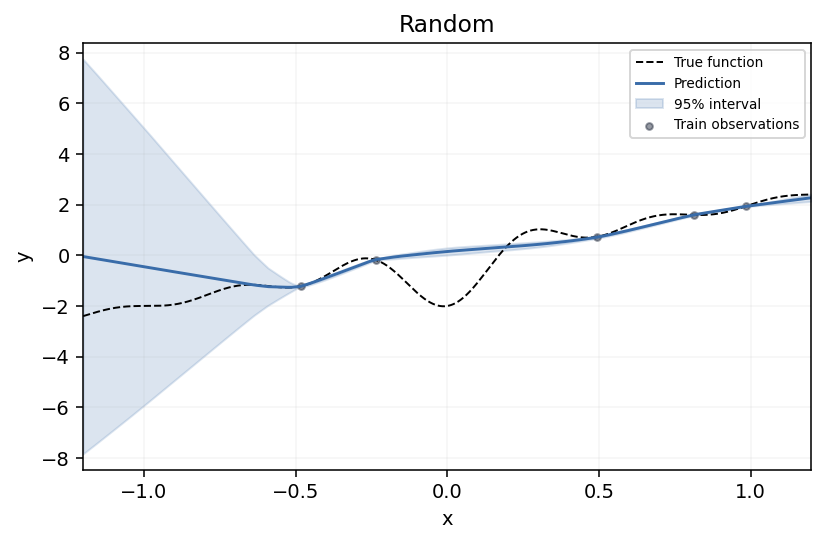 Random
True function
Prediction
95% interval
Train observations
8
6
4
2
0
−2
−4
−6
−8
y
−1.0 −0.5 0.0 0.5 1.0
x